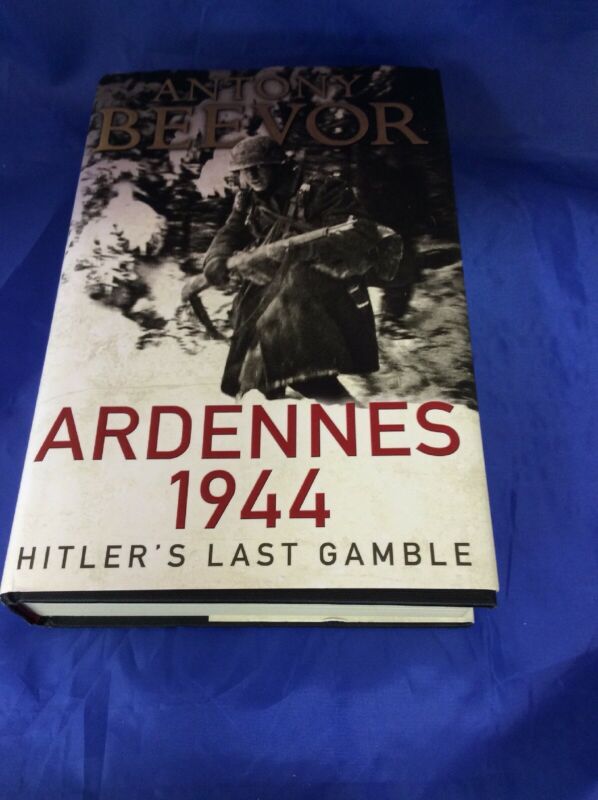 ANTONY
BEEVOR
ARDENNES
1944
HITLER'S LAST GAMBLE